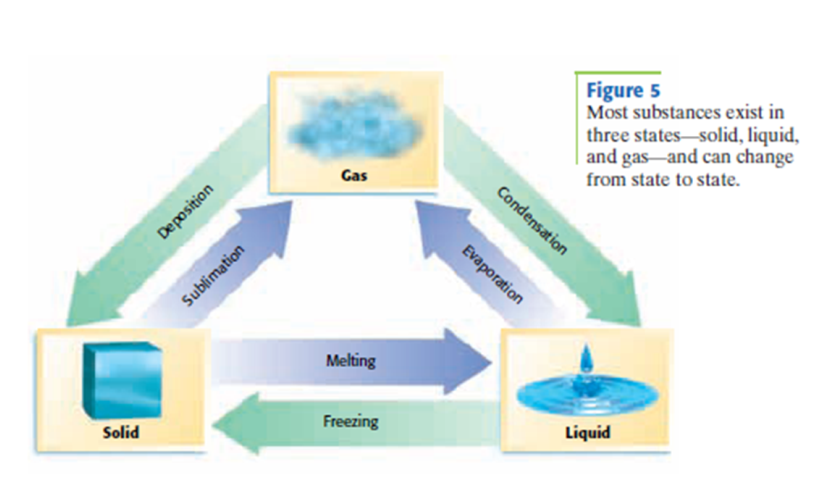 Figure 5
Most substances exist in
three states—solid, liquid,
and gas—and can change
from state to state.
Gas
Deposition
Sublimation
Condensation
Evaporation
Melting
Freezing
Solid
Liquid